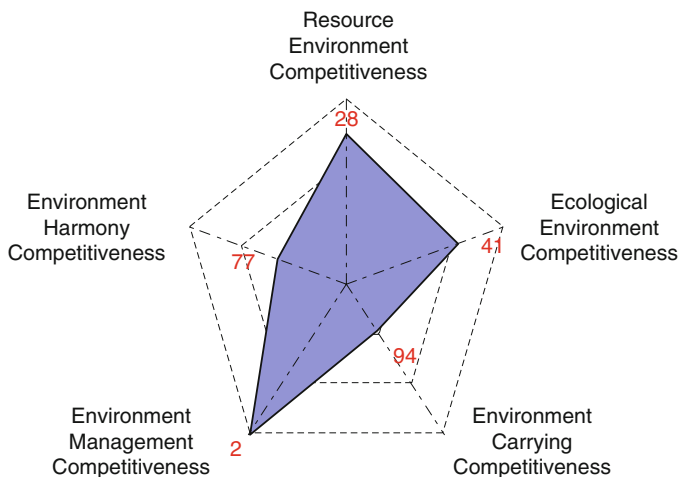 Resource
Environment
Competitiveness
28
Environment
Harmony
Competitiveness
77
Ecological
Environment
Competitiveness
41
94
Environment
Management
Competitiveness
2
Environment
Carrying
Competitiveness